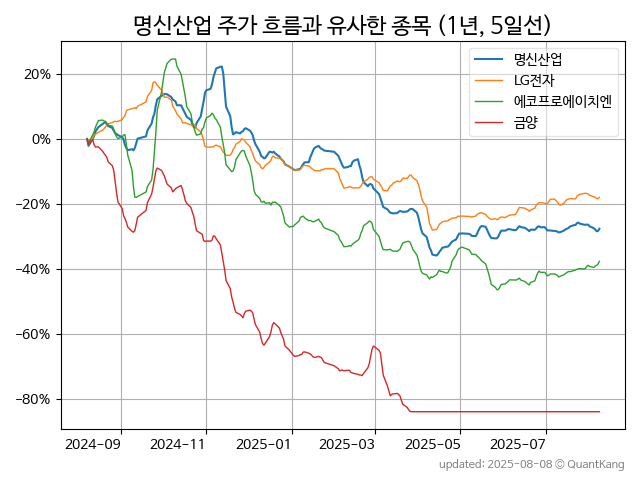 명신산업 주가 흐름과 유사한 종목 (1년, 5일선)
명신산업
LG전자
에코프로에이치엔
금양
20%
0%
−20%
−40%
−60%
−80%
2024-09
2024-11
2025-01
2025-03
2025-05
2025-07
updated: 2025-08-08 © QuantKang